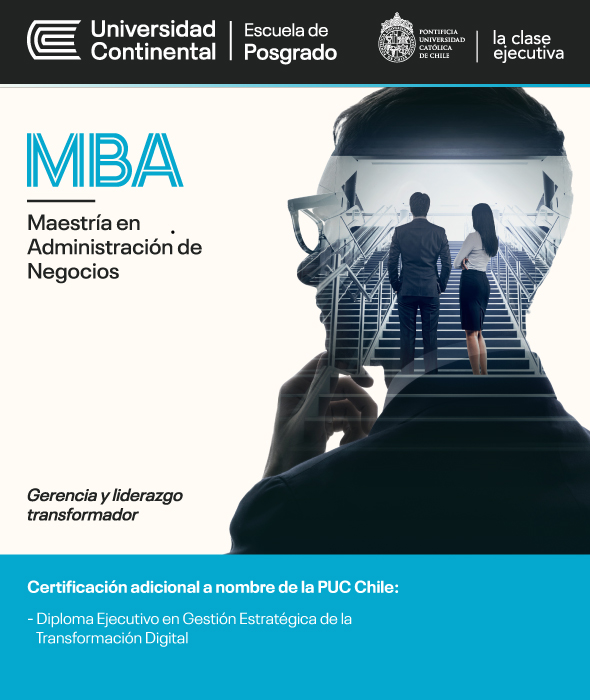 Universidad
Continental
Escuela de
Posgrado
PONTIFICIA
UNIVERSIDAD
CATÓLICA
DE CHILE
la clase
ejecutiva
MBA
Maestría en
Administración de
Negocios
Gerencia y liderazgo
transformador
Certificación adicional a nombre de la PUC Chile:
- Diploma Ejecutivo en Gestión Estratégica de la
Transformación Digital